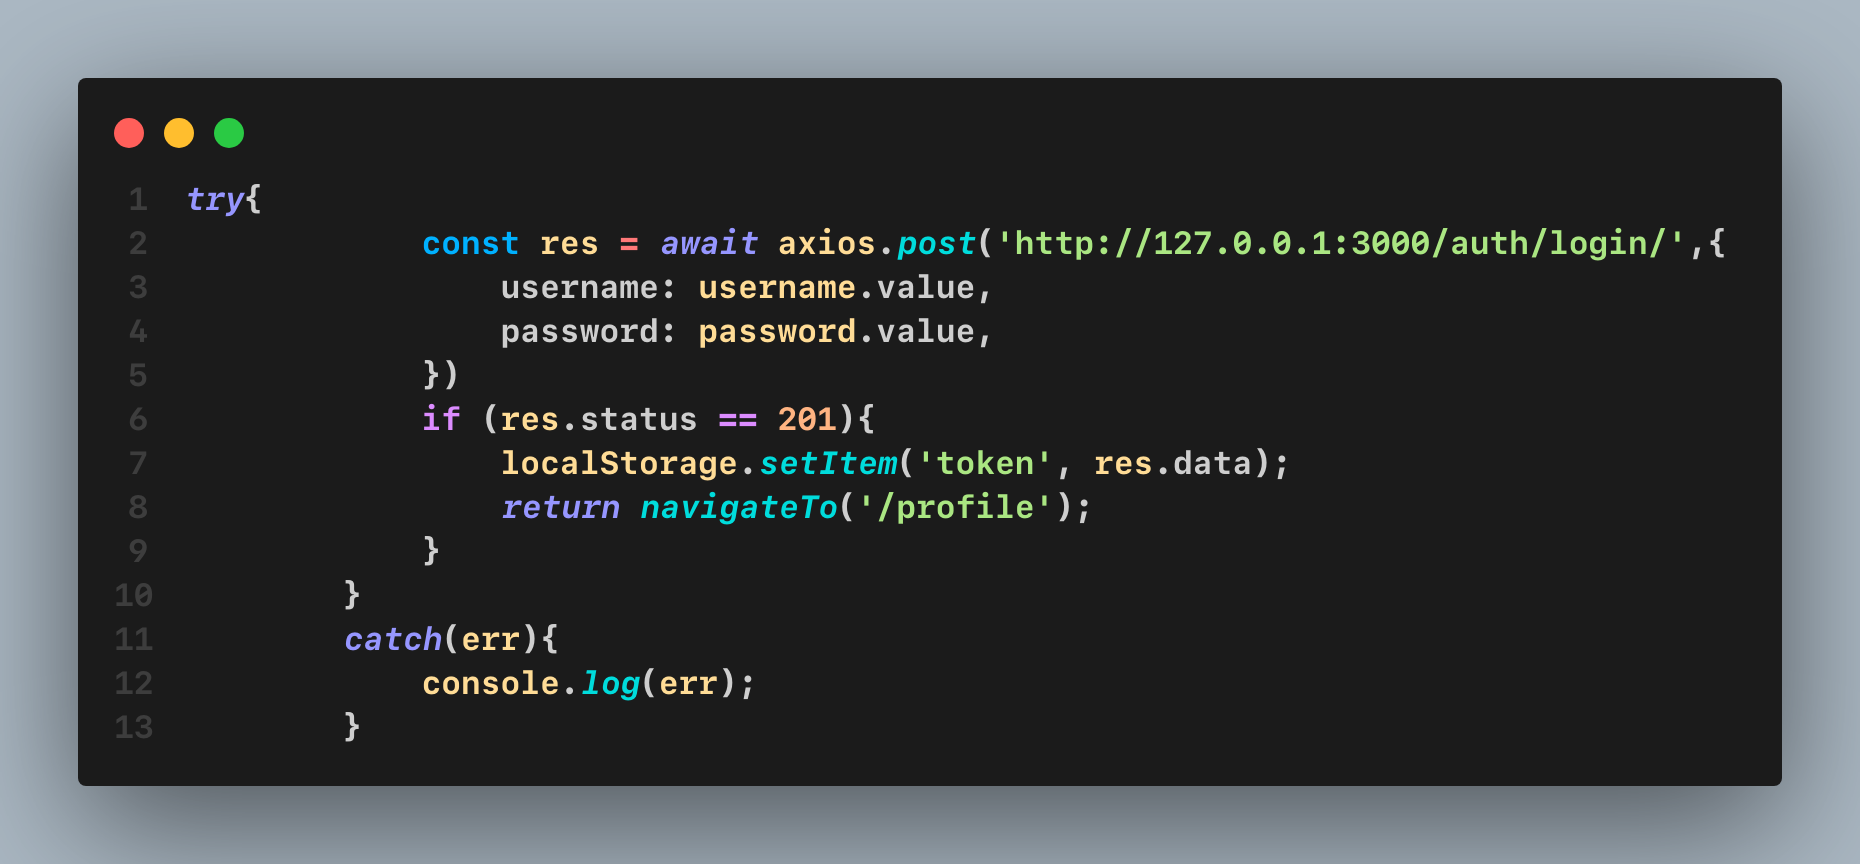 1 try{
2 const res = await axios.post('http://127.0.0.1:3000/auth/login/',{
3 username: username.value,
4 password: password.value,
5 })
6 if (res.status == 201){
7 localStorage.setItem('token', res.data);
8 return navigateTo('/profile');
9 }
10 }
11 catch(err){
12 console.log(err);
13 }